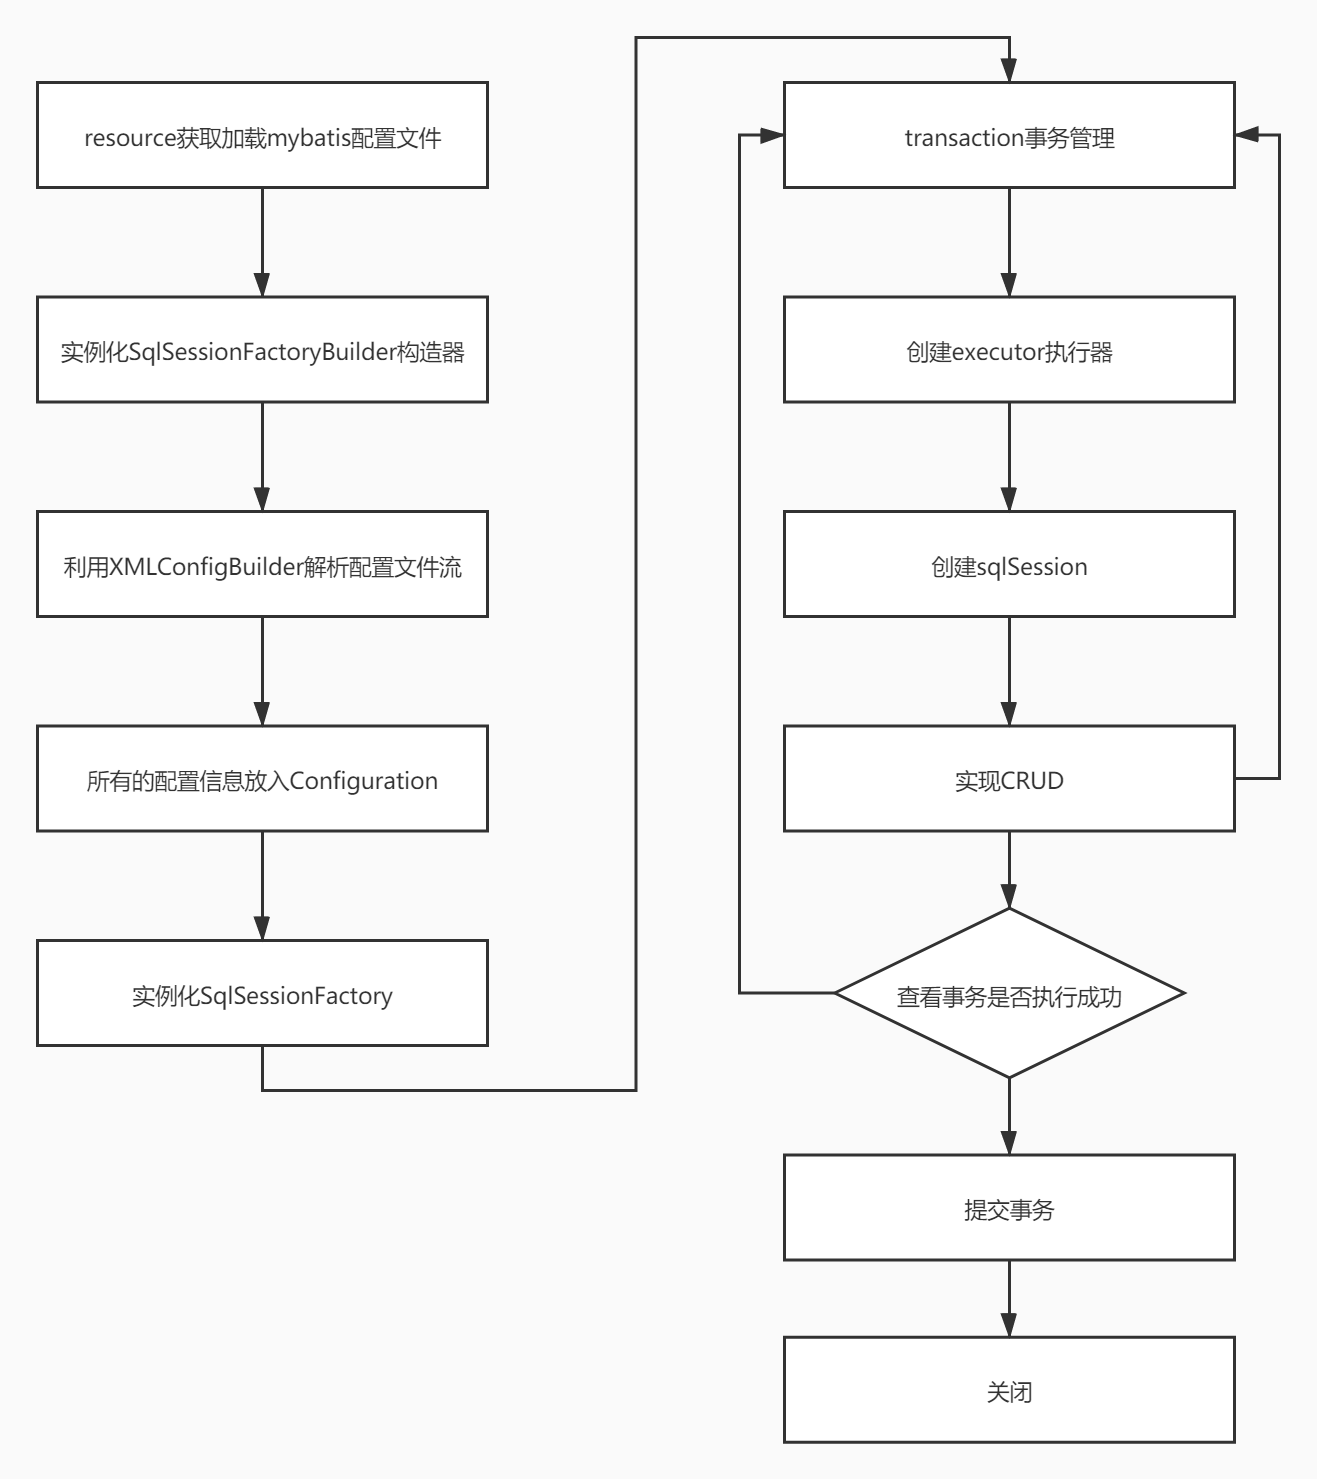 resource获取加载mybatis配置文件
实例化SqlSessionFactoryBuilder构造器
利用XMLConfigBuilder解析配置文件流
所有的配置信息放入Configuration
实例化SqlSessionFactory
transaction事务管理
创建executor执行器
创建sqlSession
实现CRUD
查看事务是否执行成功
提交事务
关闭